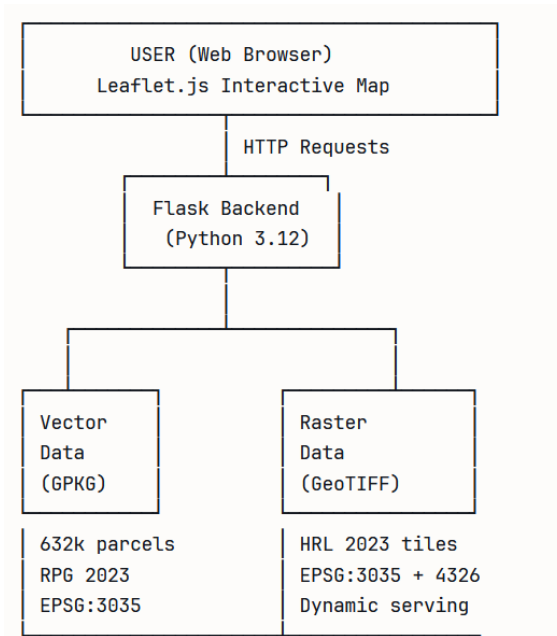 USER (Web Browser)
Leaflet.js Interactive Map
HTTP Requests
Flask Backend
(Python 3.12)
Vector
Data
(GPKG)
Raster
Data
(GeoTIFF)
632k parcels
RPG 2023
EPSG:3035
HRL 2023 tiles
EPSG:3035 + 4326
Dynamic serving